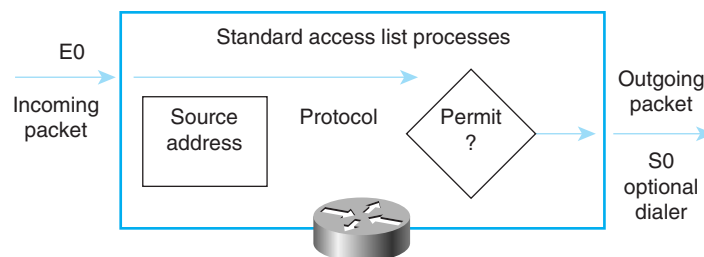 Standard access list processes
E0
Incoming
packet
Source
address
Protocol
Permit
?
Outgoing
packet
S0
optional
dialer